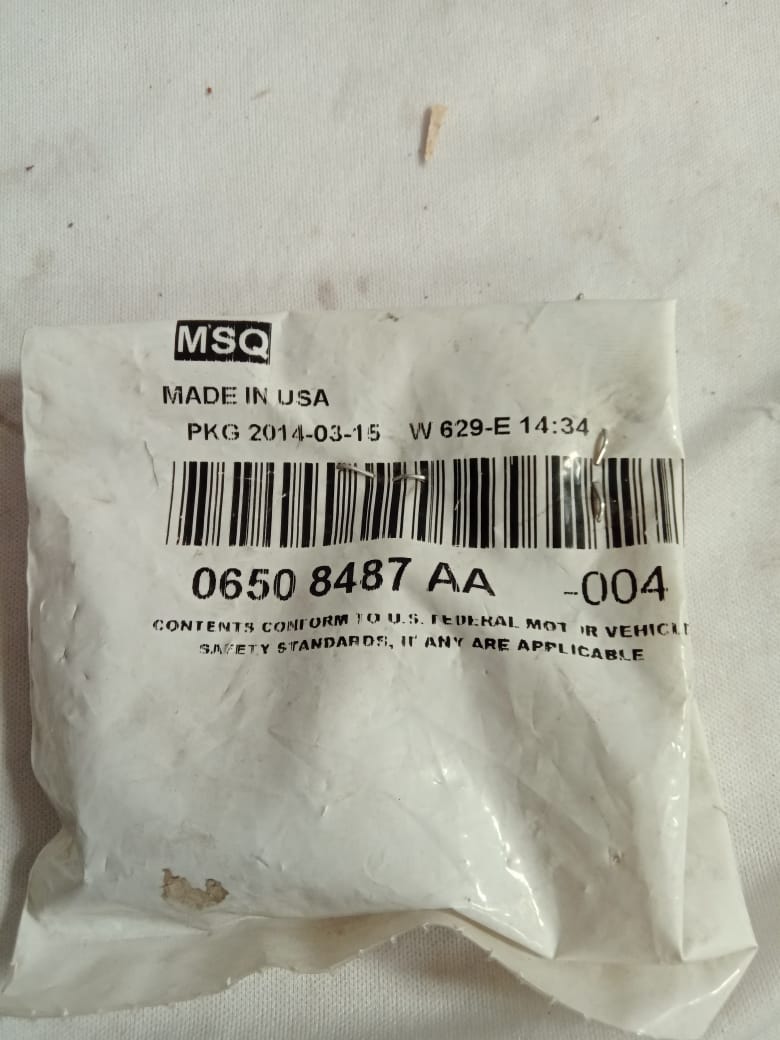 MSQ
MADE IN USA
PKG 2014-03-15 W 629-E 14:34
0650 8487 AA -004
CONTENTS CONFORM TO U.S. FEDERAL MOTOR VEHICLE
SAFETY STANDARDS, IF ANY ARE APPLICABLE